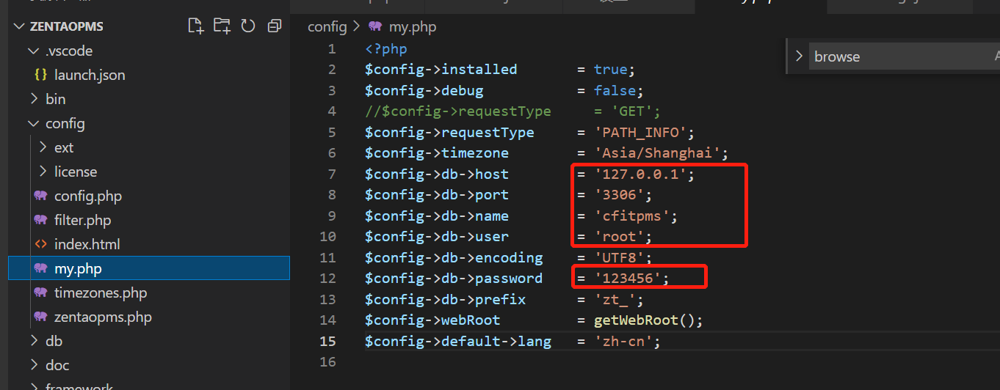 ZENTAOPMS
.vscode
{} launch.json
bin
config
ext
license
config.php
filter.php
<> index.html
my.php
timezones.php
zentaopms.php
db
doc
framework
config > my.php
browse
1 <?php
2 $config->installed = true;
3 $config->debug = false;
4 //$config->requestType = 'GET';
5 $config->requestType = 'PATH_INFO';
6 $config->timezone = 'Asia/Shanghai';
7 $config->db->host = '127.0.0.1';
8 $config->db->port = '3306';
9 $config->db->name = 'cfitpms';
10 $config->db->user = 'root';
11 $config->db->encoding = 'UTF8';
12 $config->db->password = '123456';
13 $config->db->prefix = 'zt_';
14 $config->webRoot = getWebRoot();
15 $config->default->lang = 'zh-cn';
16